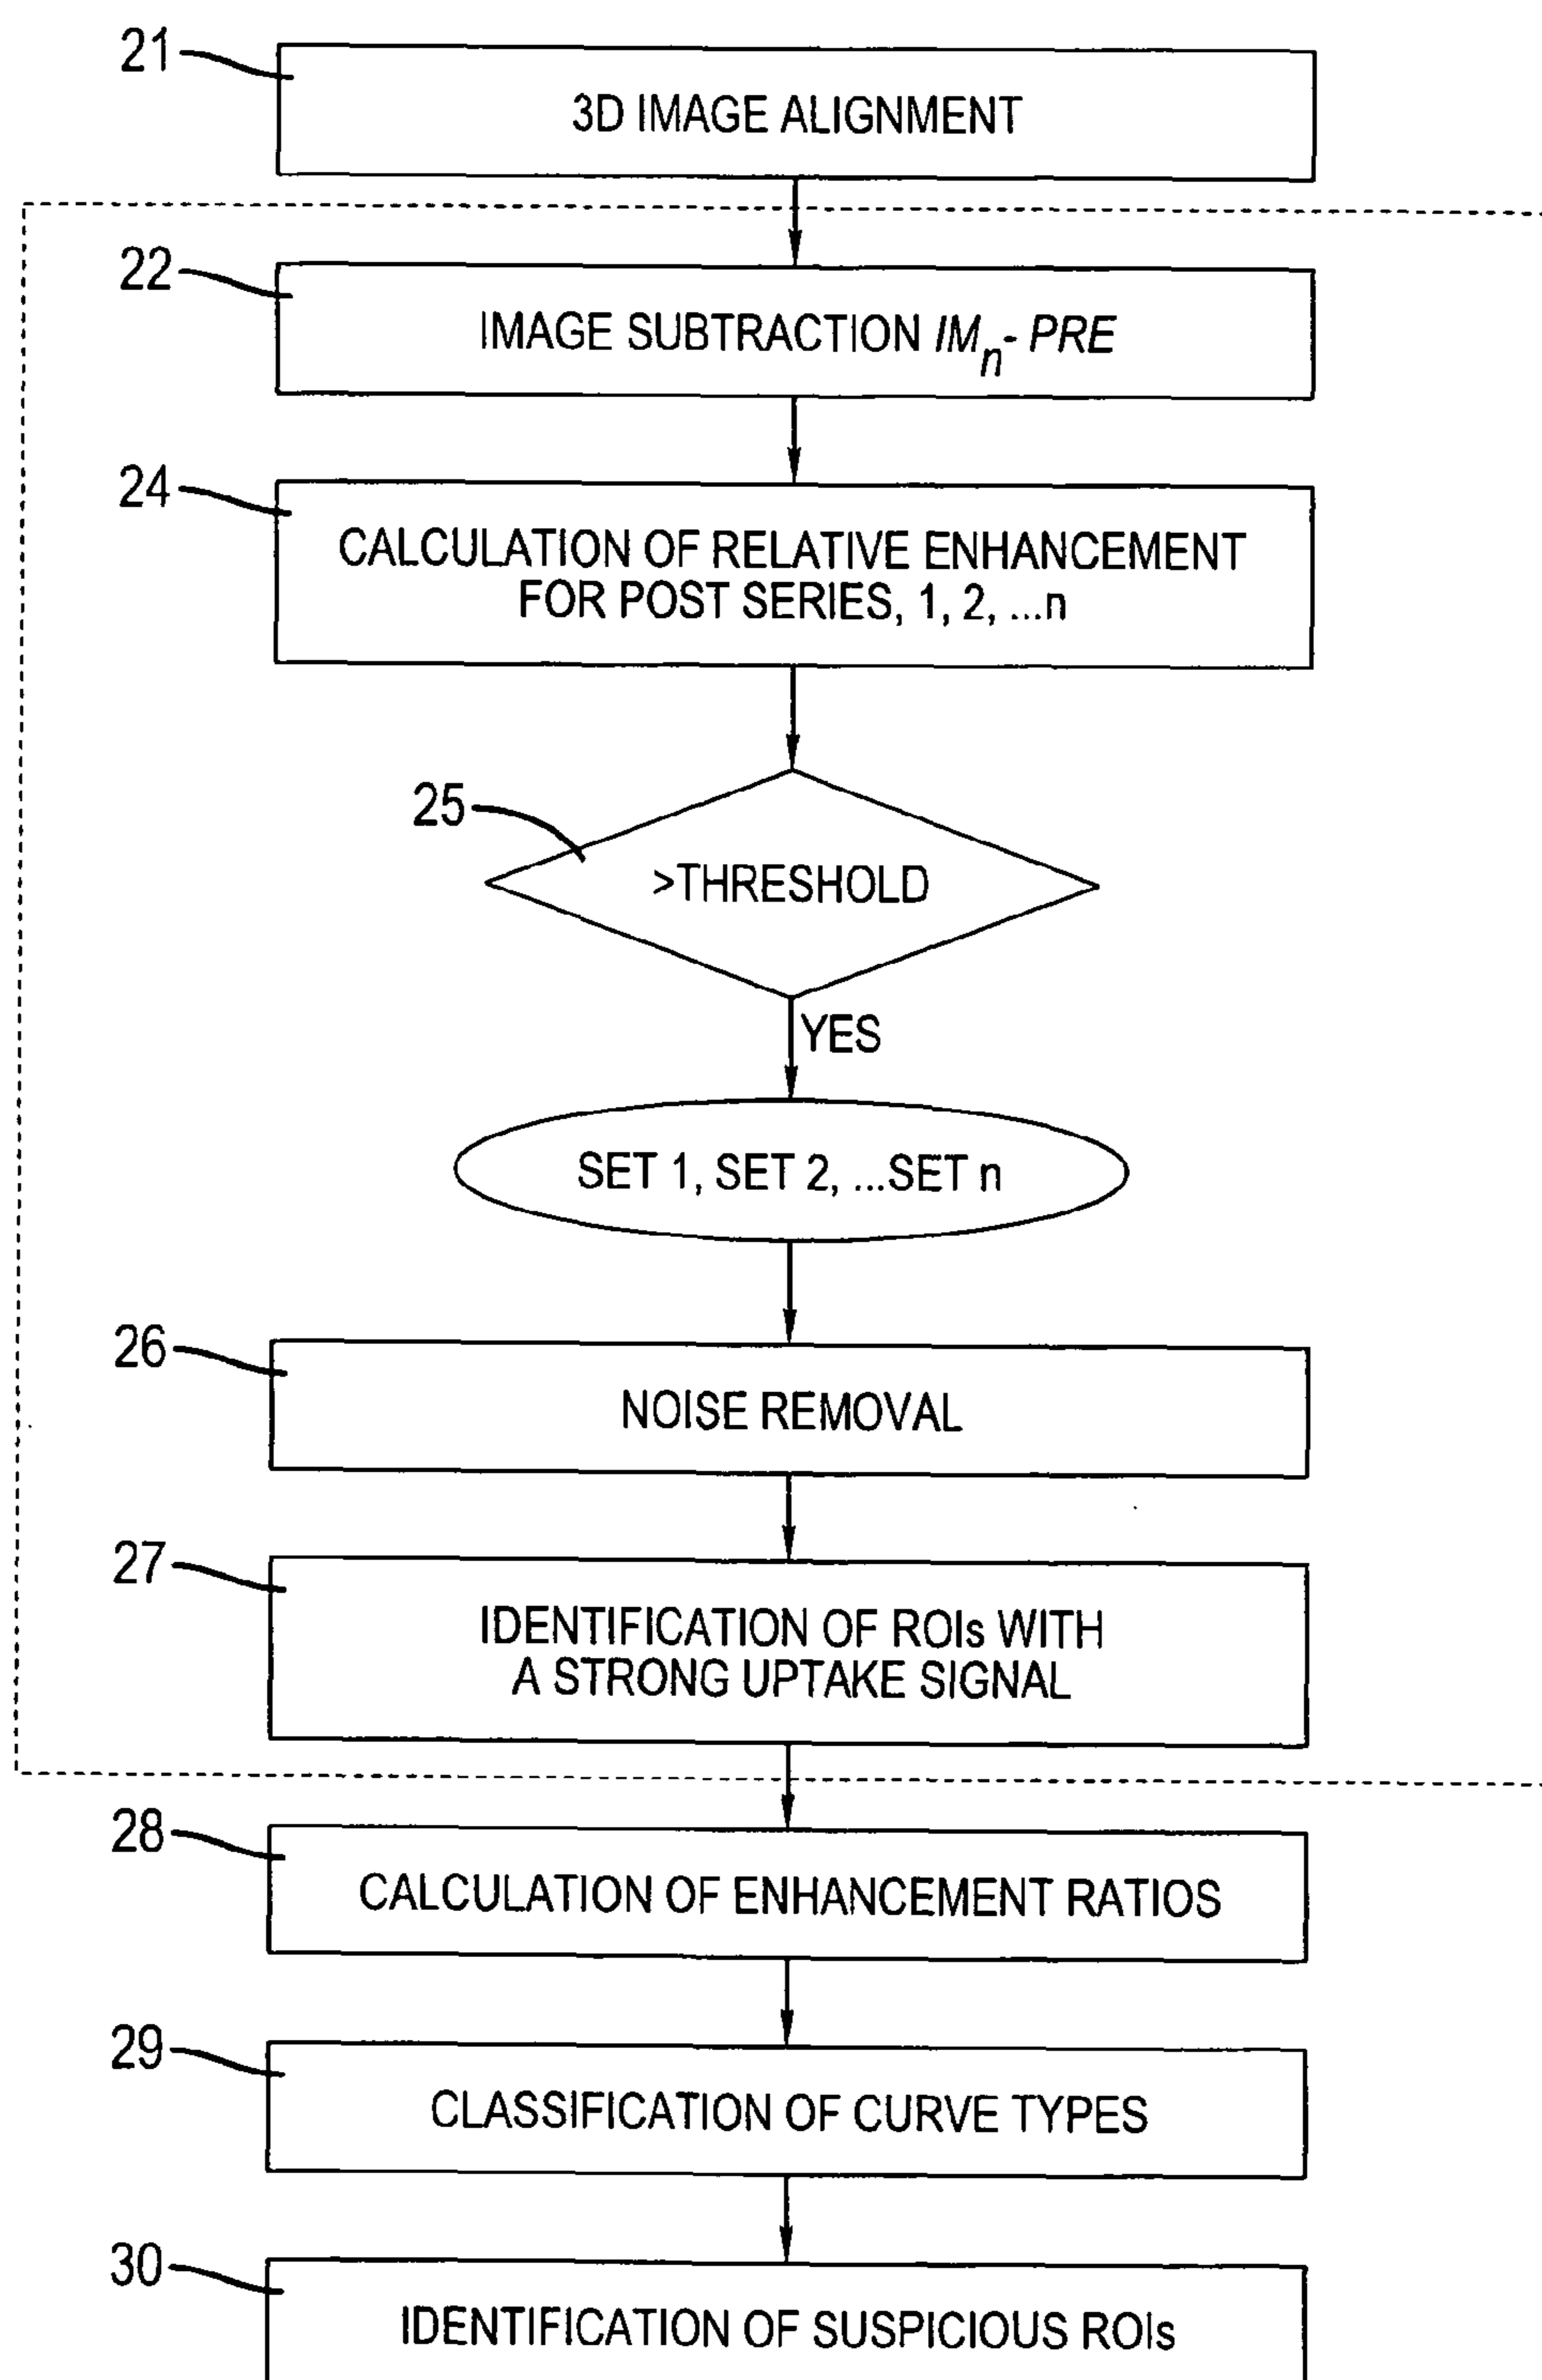 21
3D IMAGE ALIGNMENT
22
IMAGE SUBTRACTION IMn- PRE
24
CALCULATION OF RELATIVE ENHANCEMENT
FOR POST SERIES, 1, 2, ...n
25
>THRESHOLD
YES
SET 1, SET 2, ...SET n
26
NOISE REMOVAL
27
IDENTIFICATION OF ROIs WITH
A STRONG UPTAKE SIGNAL
28
CALCULATION OF ENHANCEMENT RATIOS
29
CLASSIFICATION OF CURVE TYPES
30
IDENTIFICATION OF SUSPICIOUS ROIs